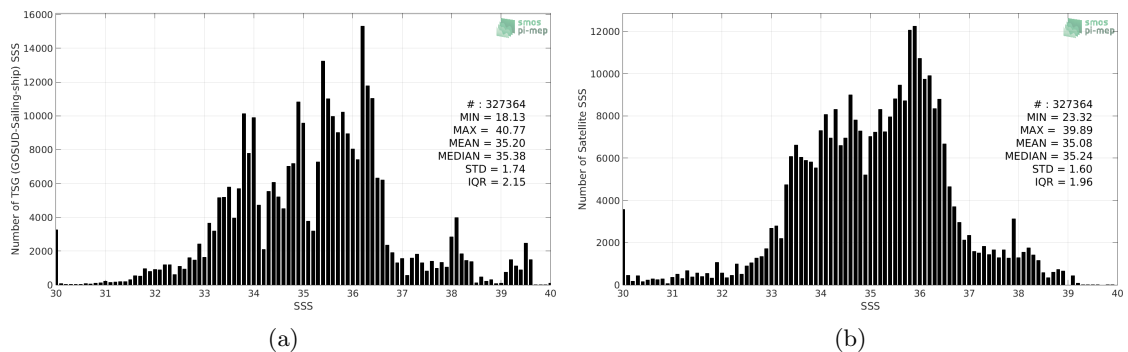 16000
14000
12000
10000
8000
6000
4000
2000
0
Number of TSG (GOSUD-Sailing-ship) SSS
smos
pi-mep
# : 327364
MIN = 18.13
MAX = 40.77
MEAN = 35.20
MEDIAN = 35.38
STD = 1.74
IQR = 2.15
30 31 32 33 34 35 36 37 38 39 40
SSS
(a)
12000
10000
8000
6000
4000
2000
0
Number of Satellite SSS
smos
pi-mep
# : 327364
MIN = 23.32
MAX = 39.89
MEAN = 35.08
MEDIAN = 35.24
STD = 1.60
IQR = 1.96
30 31 32 33 34 35 36 37 38 39 40
SSS
(b)